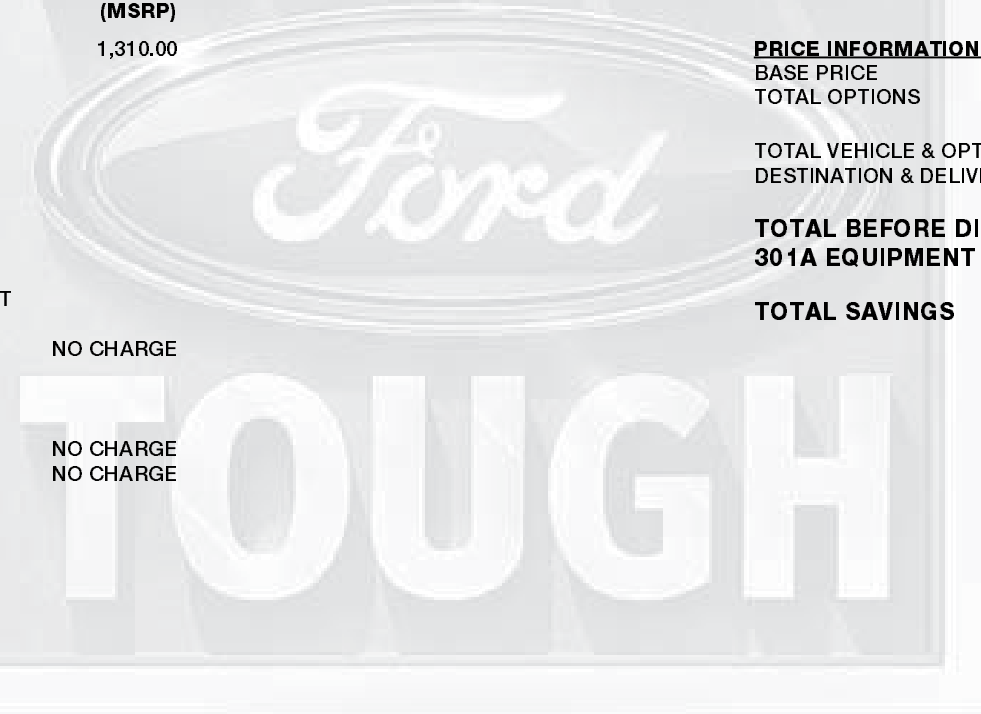 (MSRP)
1,310.00
T
NO CHARGE
NO CHARGE
NO CHARGE
Ford
TOUGH
PRICE INFORMATION
BASE PRICE
TOTAL OPTIONS
TOTAL VEHICLE & OPT
DESTINATION & DELIV
TOTAL BEFORE DI
301A EQUIPMENT
TOTAL SAVINGS